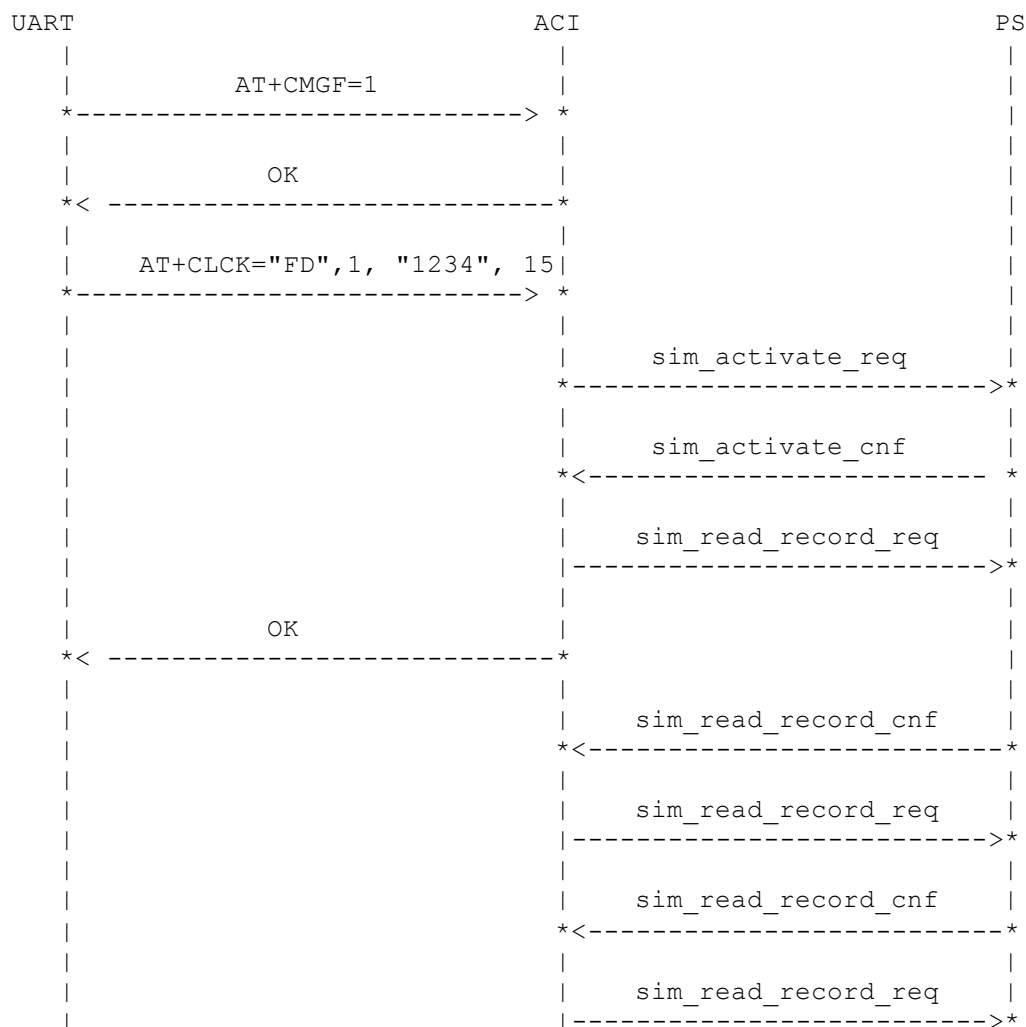 UART ACI PS
AT+CMGF=1
OK
AT+CLCK="FD",1, "1234", 15
sim_activate_req
sim_activate_cnf
sim_read_record_req
OK
sim_read_record_cnf
sim_read_record_req
sim_read_record_cnf
sim_read_record_req